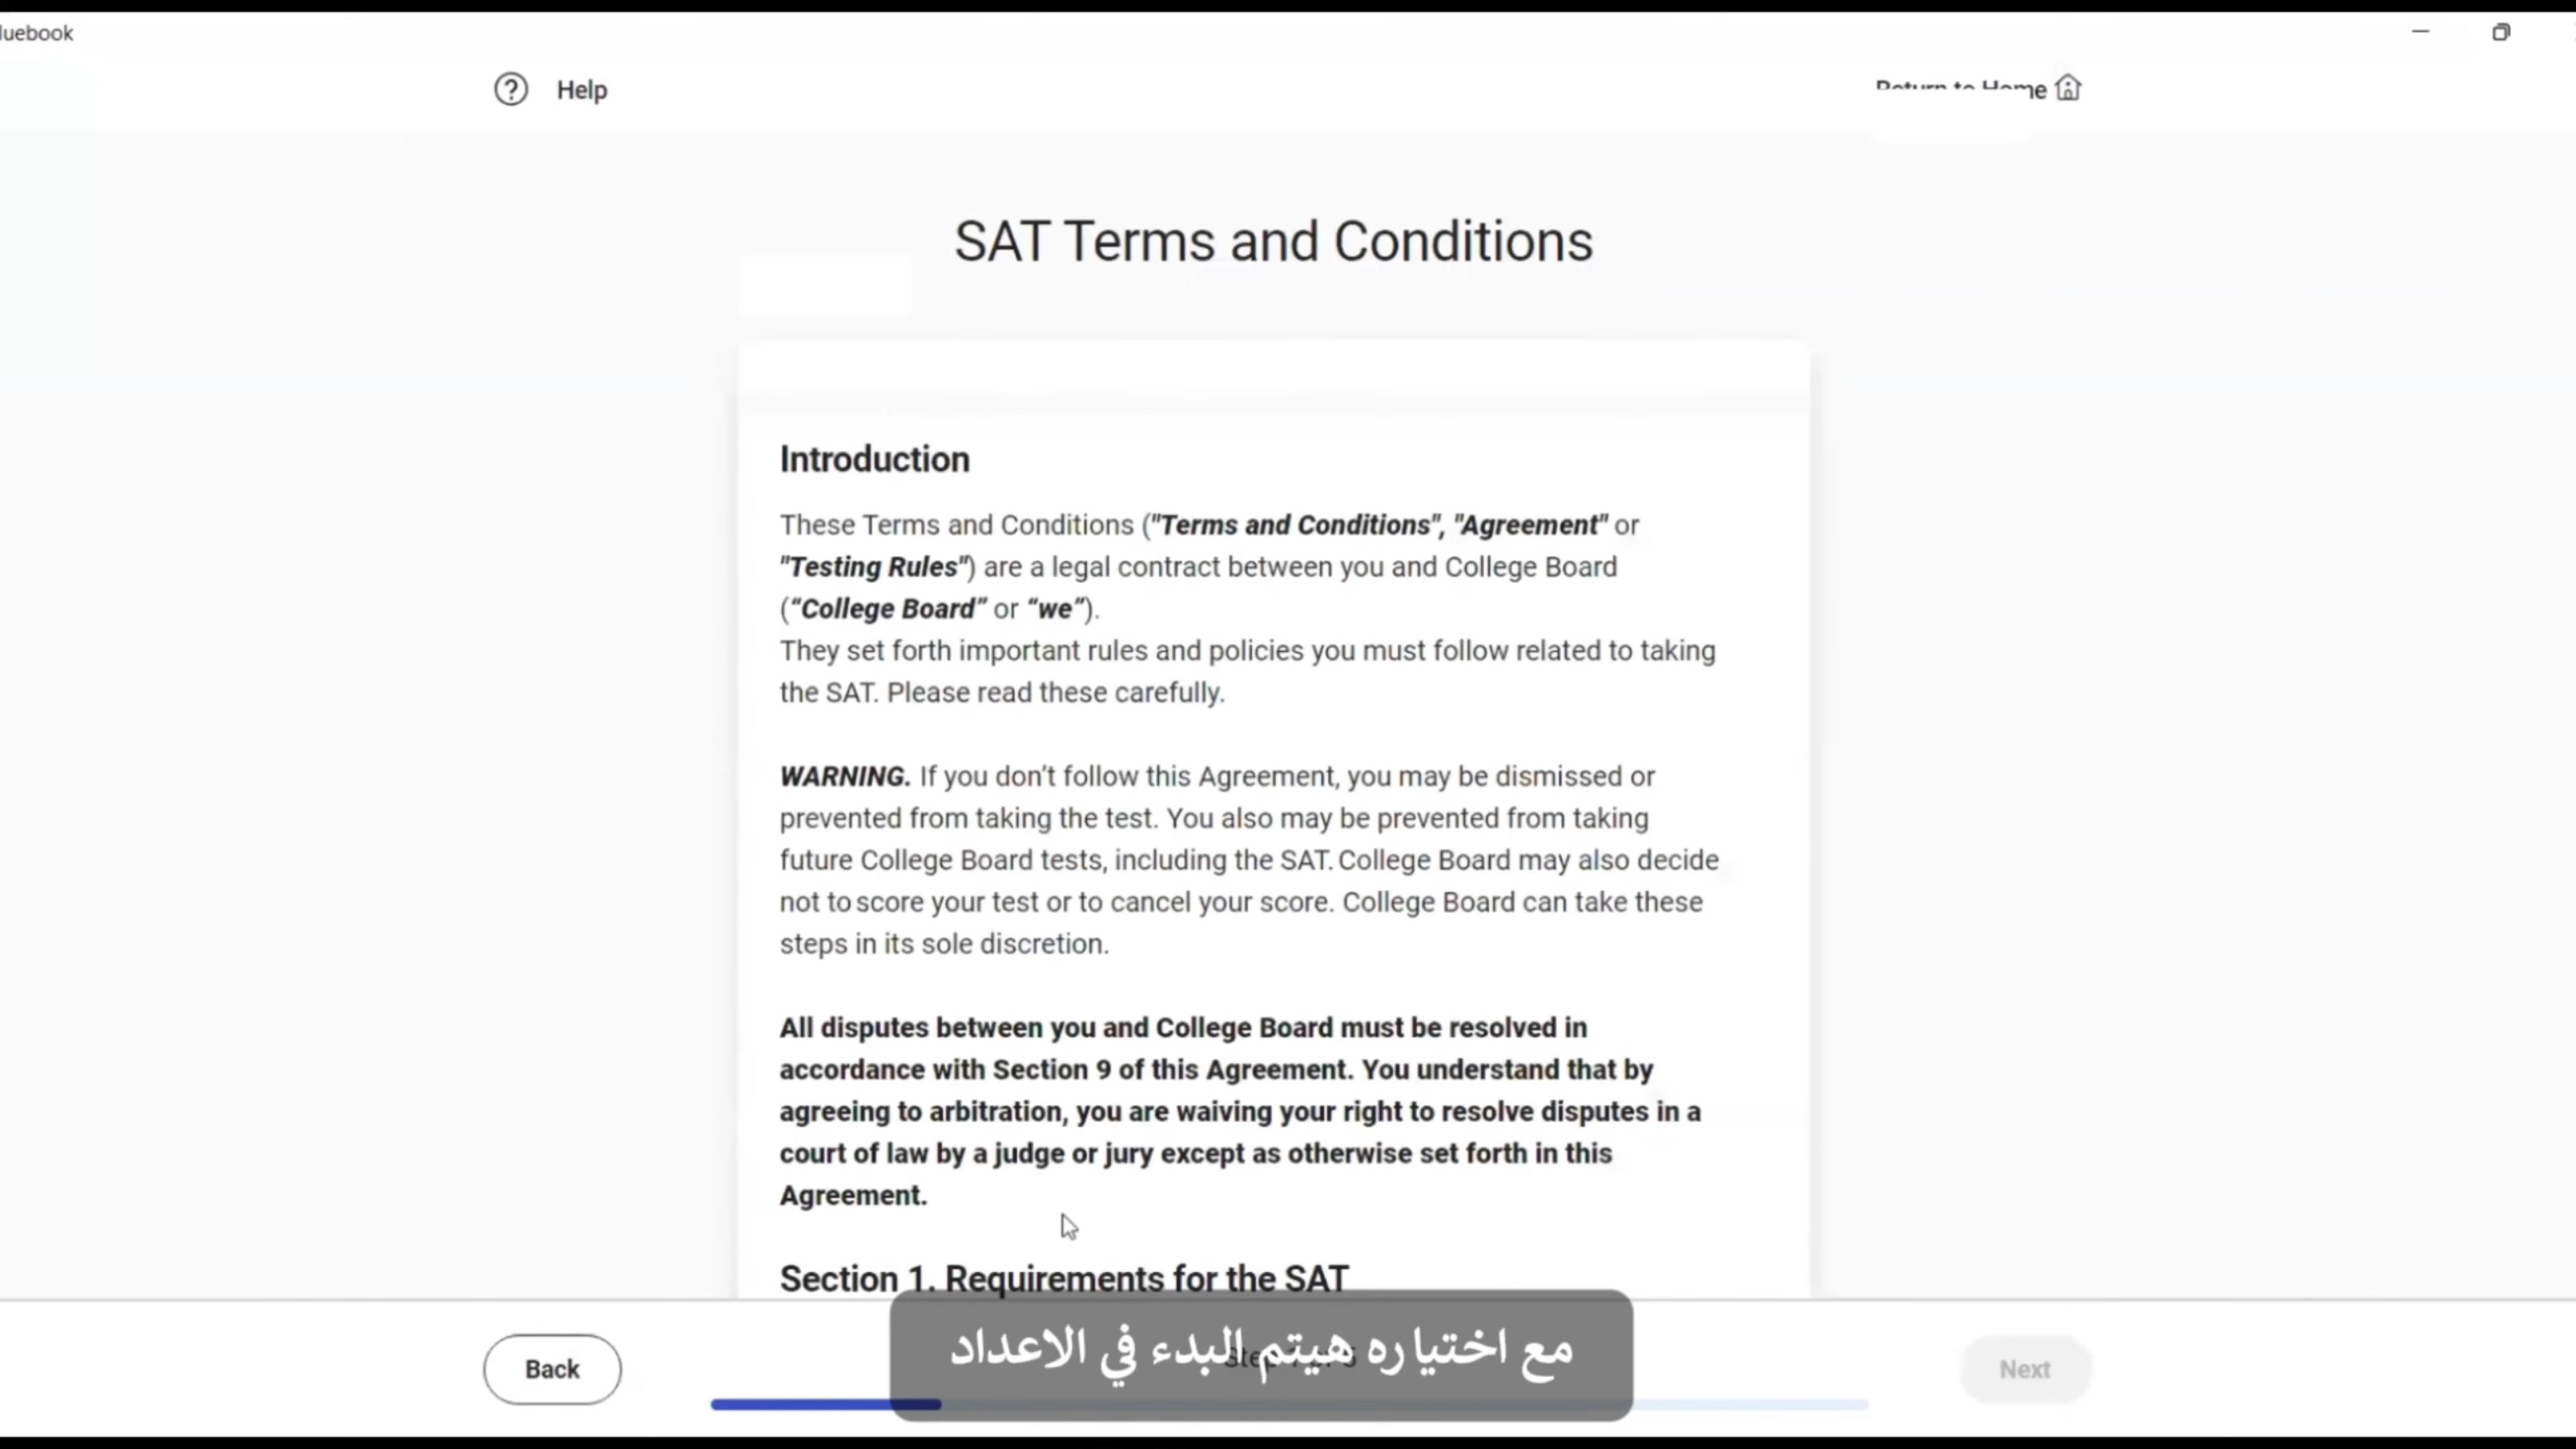 luebook
Help
Return to Home
SAT Terms and Conditions
Introduction
These Terms and Conditions ("Terms and Conditions", "Agreement" or
"Testing Rules") are a legal contract between you and College Board
(“College Board” or “we”).
They set forth important rules and policies you must follow related to taking
the SAT. Please read these carefully.
WARNING. If you don’t follow this Agreement, you may be dismissed or
prevented from taking the test. You also may be prevented from taking
future College Board tests, including the SAT. College Board may also decide
not to score your test or to cancel your score. College Board can take these
steps in its sole discretion.
All disputes between you and College Board must be resolved in
accordance with Section 9 of this Agreement. You understand that by
agreeing to arbitration, you are waiving your right to resolve disputes in a
court of law by a judge or jury except as otherwise set forth in this
Agreement.
Section 1. Requirements for the SAT
مع اختياره هيتم البدء في الاعداد
Back
Next